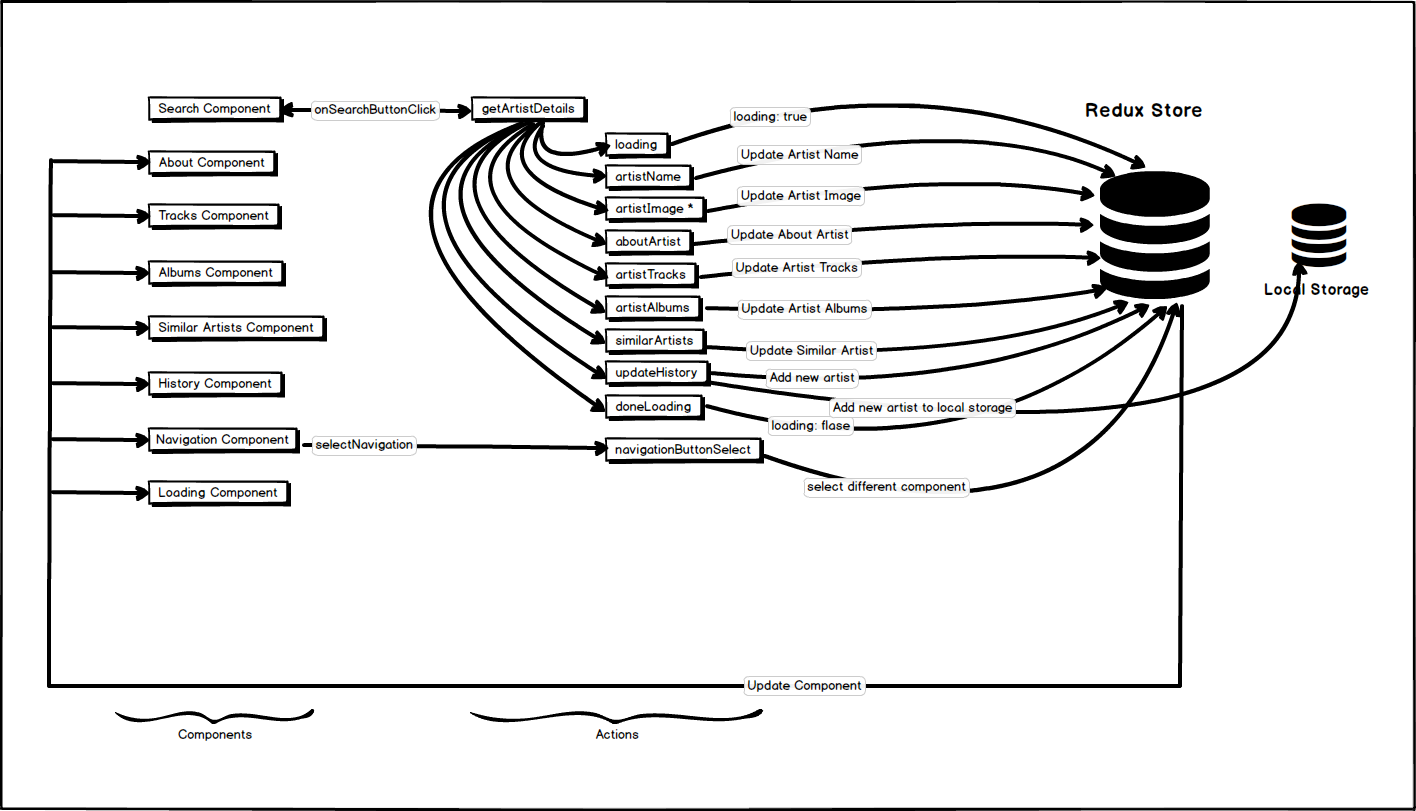 Search Component
onSearchButtonClick
getArtistDetails
loading: true
Redux Store
loading
Update Artist Name
About Component
artistName
Update Artist Image
Tracks Component
artistImage *
Update About Artist
aboutArtist
Albums Component
artistTracks
Update Artist Tracks
Local Storage
artistAlbums
Update Artist Albums
Similar Artists Component
similarArtists
Update Similar Artist
History Component
updateHistory
Add new artist
doneLoading
Add new artist to local storage
loading: flase
Navigation Component
selectNavigation
navigationButtonSelect
select different component
Loading Component
Update Component
Components
Actions